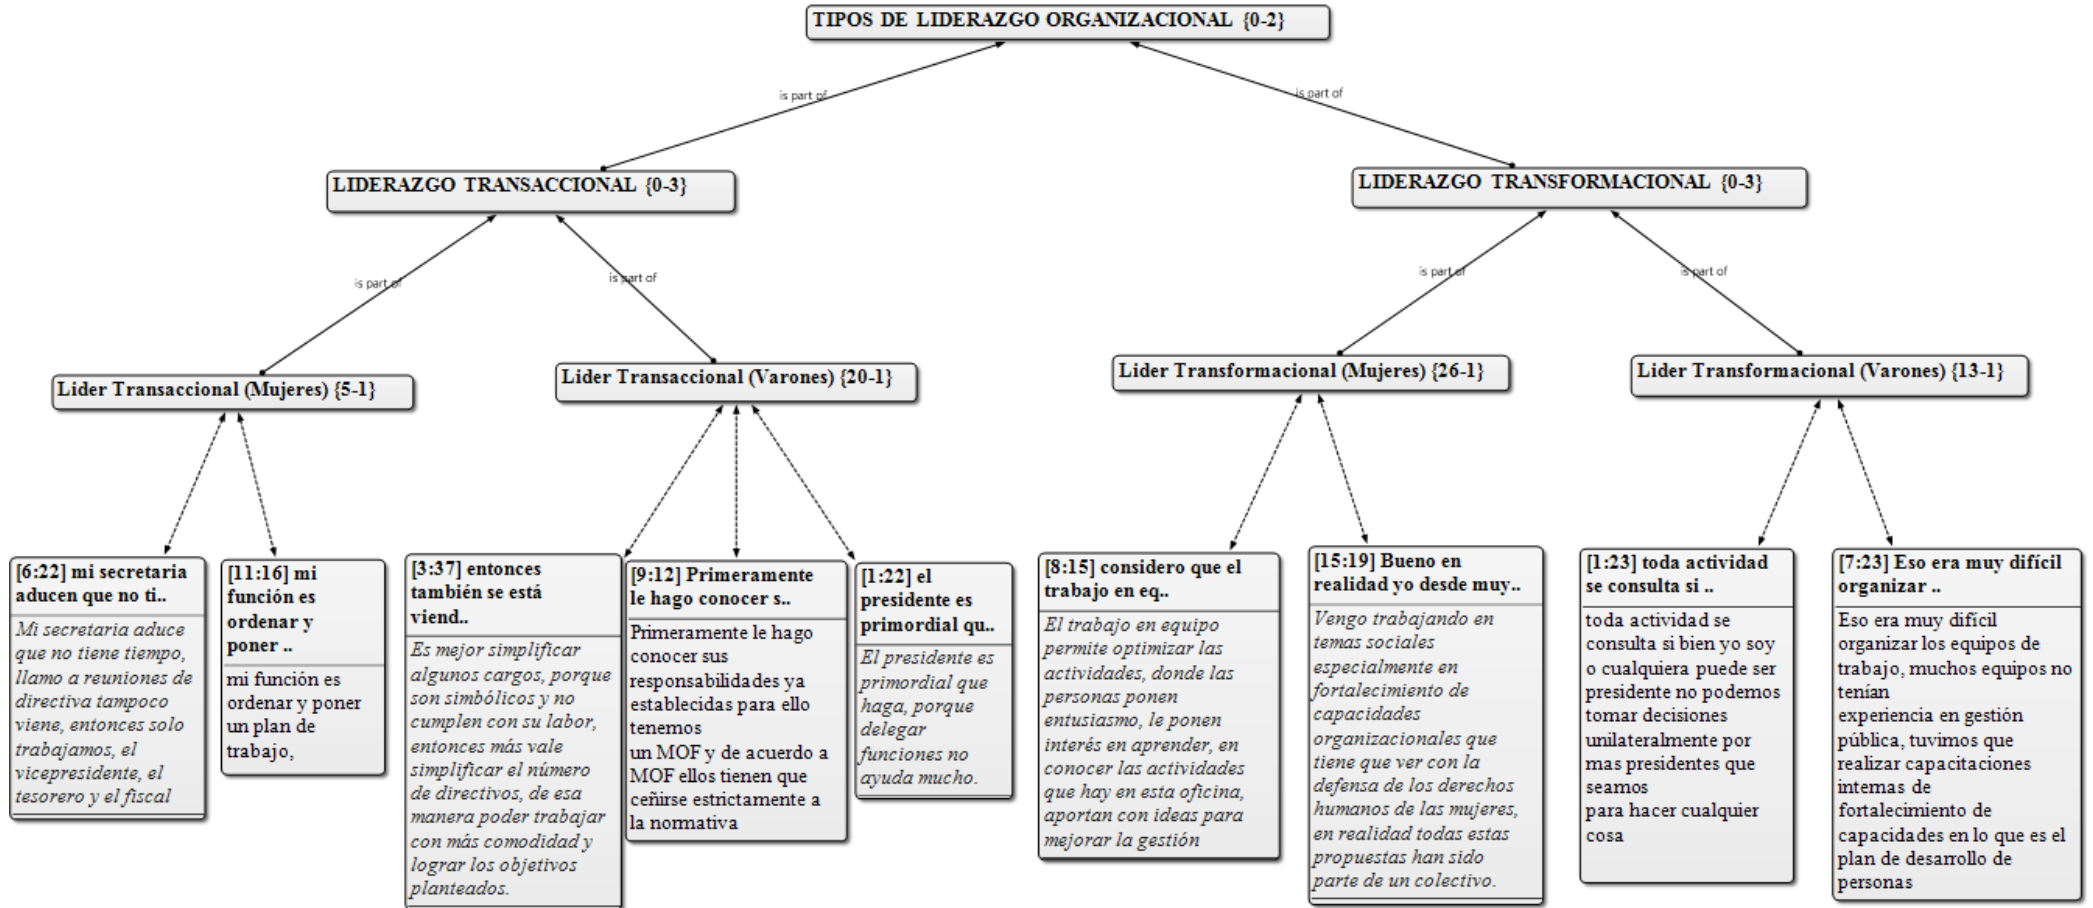 TIPOS DE LIDERAZGO ORGANIZACIONAL {0-2}
is part of
is part of
LIDERAZGO TRANSACCIONAL {0-3}
LIDERAZGO TRANSFORMACIONAL {0-3}
is part of
is part of
is part of
is part of
Lider Transaccional (Mujeres) {5-1}
Lider Transaccional (Varones) {20-1}
Lider Transformacional (Mujeres) {26-1}
Lider Transformacional (Varones) {13-1}
[6:22] mi secretaria
aducen que no ti..
Mi secretaria aduce
que no tiene tiempo,
llamo a reuniones de
directiva tampoco
viene, entonces solo
trabajamos, el
vicepresidente, el
tesorero y el fiscal
[11:16] mi
función es
ordenar y
poner ..
mi función es
ordenar y poner
un plan de
trabajo,
[3:37] entonces
también se está
viend..
Es mejor simplificar
algunos cargos, porque
son simbólicos y no
cumplen con su labor,
entonces más vale
simplificar el número
de directivos, de esa
manera poder trabajar
con más comodidad y
lograr los objetivos
planteados.
[9:12] Primeramente
le hago conocer s..
Primeramente le hago
conocer sus
responsabilidades ya
establecidas para ello
tenemos
un MOF y de acuerdo a
MOF ellos tienen que
ceñirse estrictamente a
la normativa
[1:22] el
presidente es
primordial qu..
El presidente es
primordial que
haga, porque
delegar
funciones no
ayuda mucho.
[8:15] considero que el
trabajo en eq..
El trabajo en equipo
permite optimizar las
actividades, donde las
personas ponen
entusiasmo, le ponen
interés en aprender, en
conocer las actividades
que hay en esta oficina,
aportan con ideas para
mejorar la gestión
[15:19] Bueno en
realidad yo desde muy..
Vengo trabajando en
temas sociales
especialmente en
fortalecimiento de
capacidades
organizacionales que
tiene que ver con la
defensa de los derechos
humanos de las mujeres,
en realidad todas estas
propuestas han sido
parte de un colectivo.
[1:23] toda actividad
se consulta si ..
toda actividad se
consulta si bien yo soy
o cualquiera puede ser
presidente no podemos
tomar decisiones
unilateralmente por
mas presidentes que
seamos
para hacer cualquier
cosa
[7:23] Eso era muy difícil
organizar ..
Eso era muy difícil
organizar los equipos de
trabajo, muchos equipos no
tenían
experiencia en gestión
pública, tuvimos que
realizar capacitaciones
internas de
fortalecimiento de
capacidades en lo que es el
plan de desarrollo de
personas